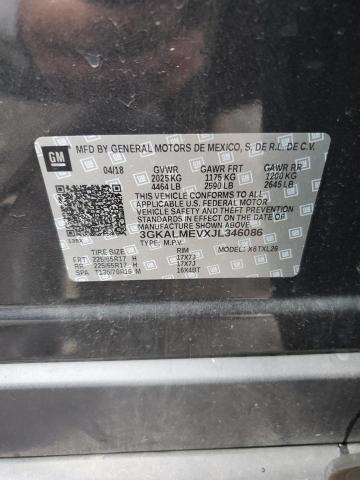 GM
MFD BY GENERAL MOTORS DE MEXICO, S. DE R.L. DE C.V.
04/18 GVWR GAWR FRT GAWR RR
2025 KG 1175 KG 1200 KG
4464 LB 2590 LB 2645 LB
THIS VEHICLE CONFORMS TO ALL APPLICABLE
U.S. FEDERAL MOTOR VEHICLE SAFETY STANDARDS IN
EFFECT ON THE DATE OF MANUFACTURE SHOWN ABOVE.
3GKALMEVXJL346086
TYPE: M.P.V. MODEL: X6TXL26
TIRE SIZE RIM
FRT 225/65R17 H 17X7J
RR 225/65R17 H 17X7J
SPA T135/70R16 M 16X4BT